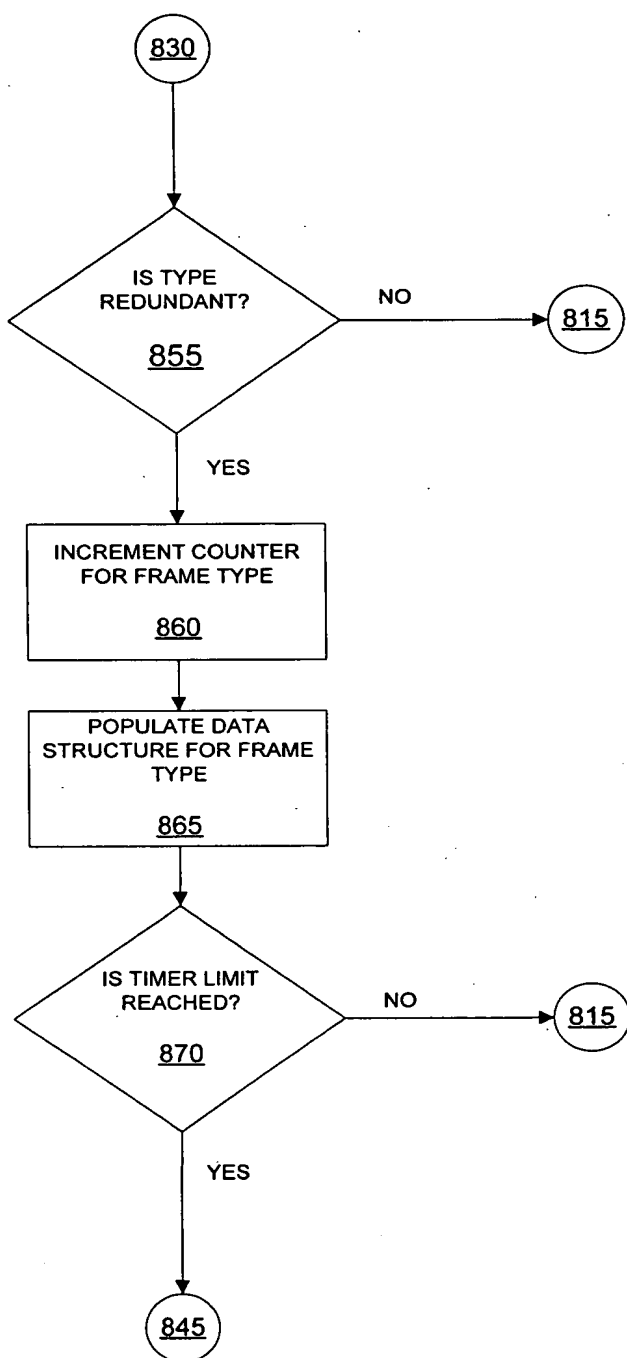 830
IS TYPE
REDUNDANT?
855
NO
815
YES
INCREMENT COUNTER
FOR FRAME TYPE
860
POPULATE DATA
STRUCTURE FOR FRAME
TYPE
865
IS TIMER LIMIT
REACHED?
870
NO
815
YES
845